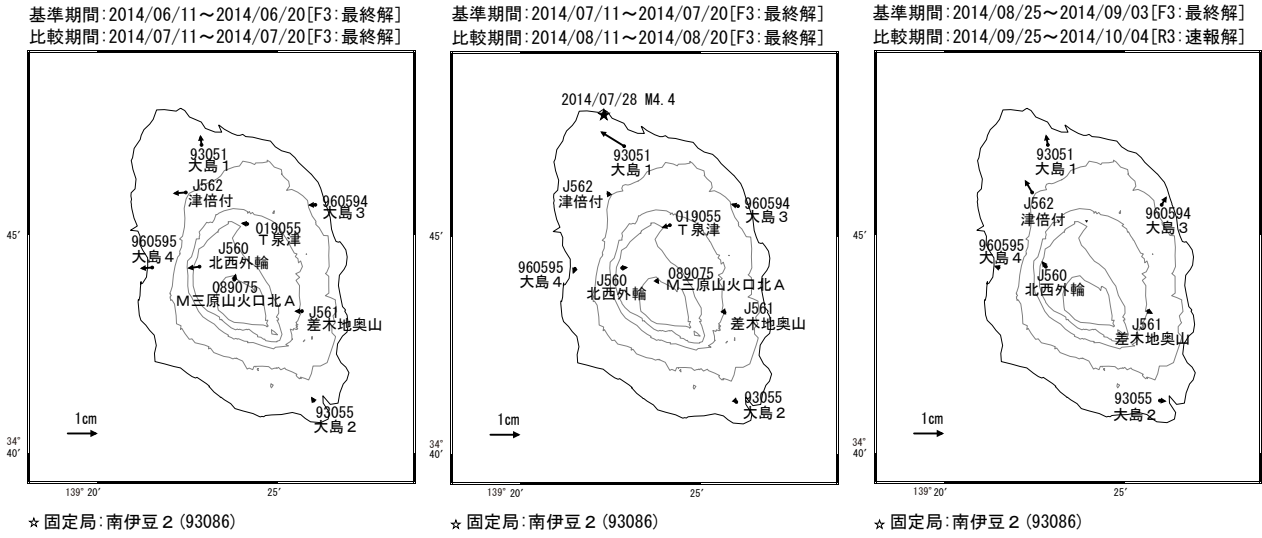 基準期間:2014/06/11～2014/06/20[F3:最終解]
比較期間:2014/07/11～2014/07/20[F3:最終解]
93051
大島１
J562
津倍付
960594
大島３
019055
Ｔ泉津
960595
大島４
J560
北西外輪
089075
Ｍ三原山火口北Ａ
J561
差木地奥山
93055
大島２
1cm
45'
34°
40'
139° 20'
25'
☆ 固定局:南伊豆２ (93086)
基準期間:2014/07/11～2014/07/20[F3:最終解]
比較期間:2014/08/11～2014/08/20[F3:最終解]
2014/07/28 M4.4
93051
大島１
J562
津倍付
960594
大島３
019055
Ｔ泉津
960595
大島４
J560
北西外輪
089075
Ｍ三原山火口北Ａ
J561
差木地奥山
93055
大島２
1cm
45'
34°
40'
139° 20'
25'
☆ 固定局:南伊豆２ (93086)
基準期間:2014/08/25～2014/09/03[F3:最終解]
比較期間:2014/09/25～2014/10/04[R3:速報解]
93051
大島１
J562
津倍付
960594
大島３
960595
大島４
J560
北西外輪
J561
差木地奥山
93055
大島２
1cm
45'
34°
40'
139° 20'
25'
☆ 固定局:南伊豆２ (93086)